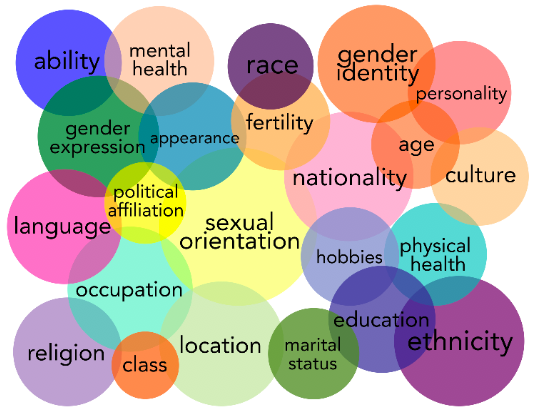 ability
mental
health
race
gender
identity
personality
gender
expression
appearance
fertility
age
nationality
culture
political
affiliation
language
sexual
orientation
hobbies
physical
health
occupation
education
religion
class
location
marital
status
ethnicity